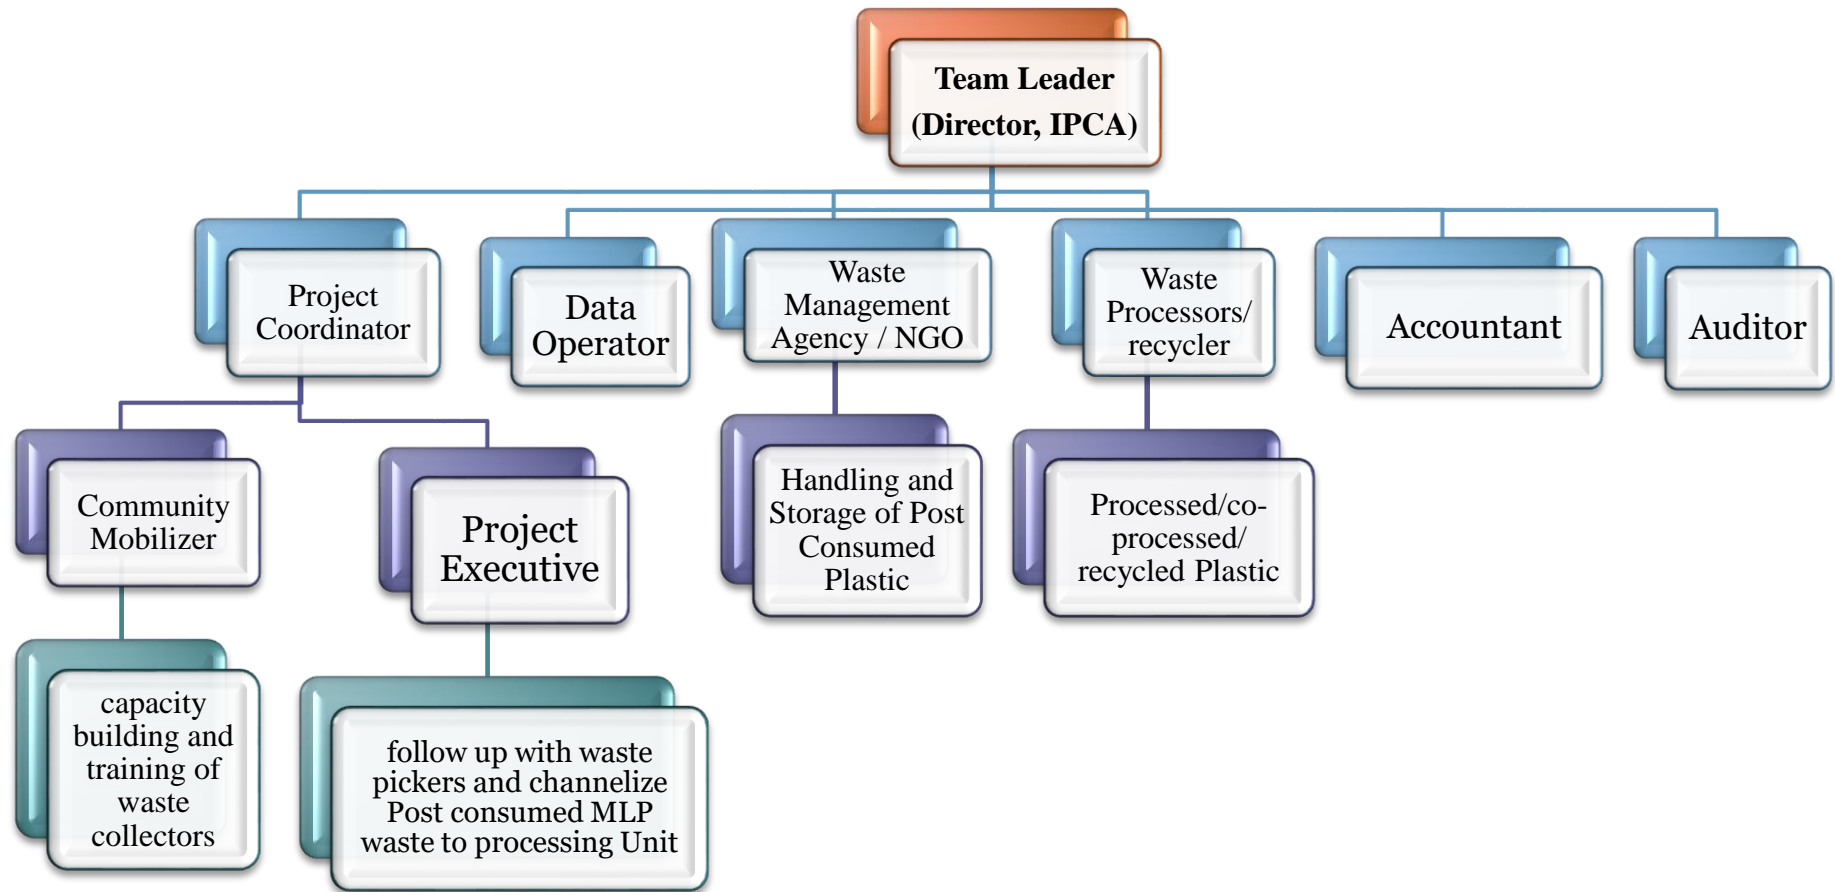 Team Leader
(Director, IPCA)
Project
Coordinator
Data
Operator
Waste
Management
Agency / NGO
Waste
Processors/
recycler
Accountant
Auditor
Community
Mobilizer
Project
Executive
Handling and
Storage of Post
Consumed
Plastic
Processed/co-
processed/
recycled Plastic
capacity
building and
training of
waste
collectors
follow up with waste
pickers and channelize
Post consumed MLP
waste to processing Unit